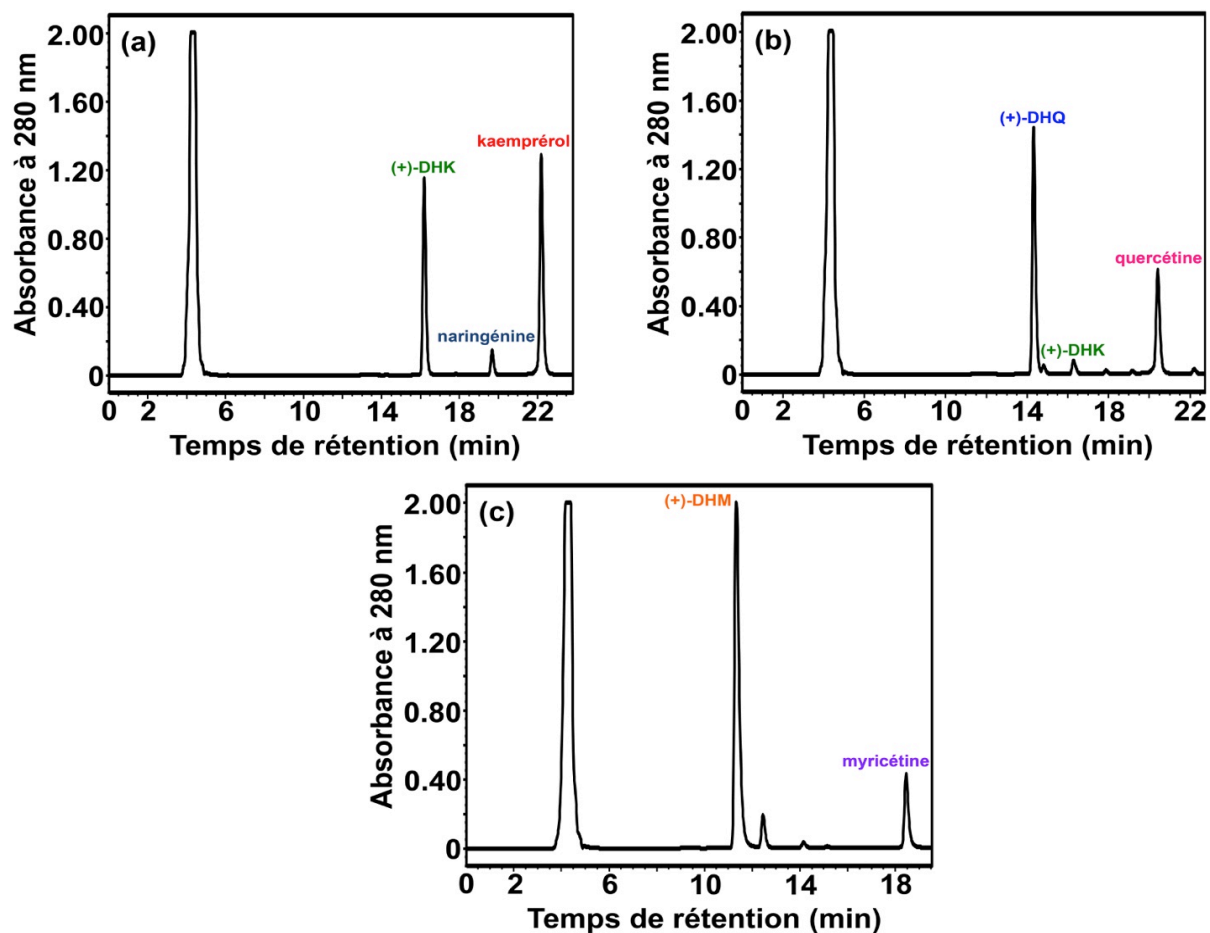 (a)
Absorbance à 280 nm
2.00
1.60
1.20
0.80
0.40
0
(+)-DHK
naringénine
kaemprérol
0 2 6 10 14 18 22
Temps de rétention (min)
(b)
Absorbance à 280 nm
2.00
1.60
1.20
0.80
0.40
0
(+)-DHQ
(+)-DHK
quercétine
0 2 6 10 14 18 22
Temps de rétention (min)
(c)
Absorbance à 280 nm
2.00
1.60
1.20
0.80
0.40
0
(+)-DHM
myricétine
0 2 6 10 14 18
Temps de rétention (min)